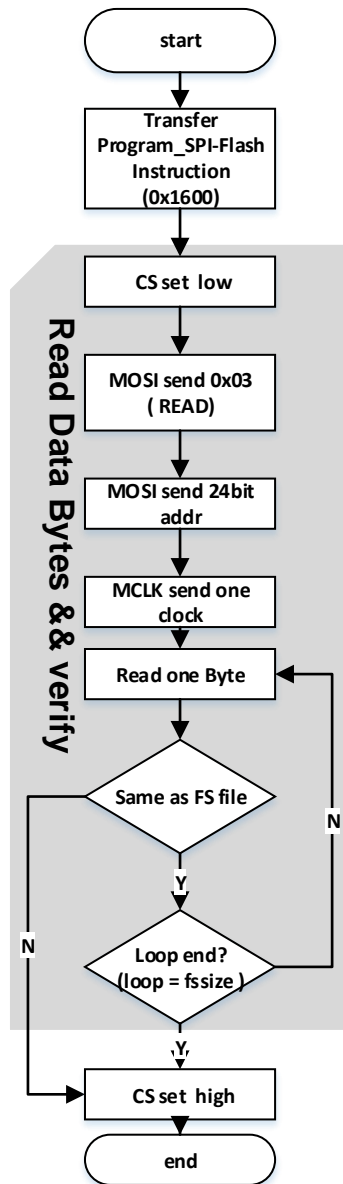 start
Transfer
Program_SPI-Flash
Instruction
(0x1600)
CS set low
Read Data Bytes && verify
MOSI send 0x03
( READ)
MOSI send 24bit
addr
MCLK send one
clock
Read one Byte
Same as FS file
N
Y
N
Loop end?
(loop = fssize )
Y
CS set high
end